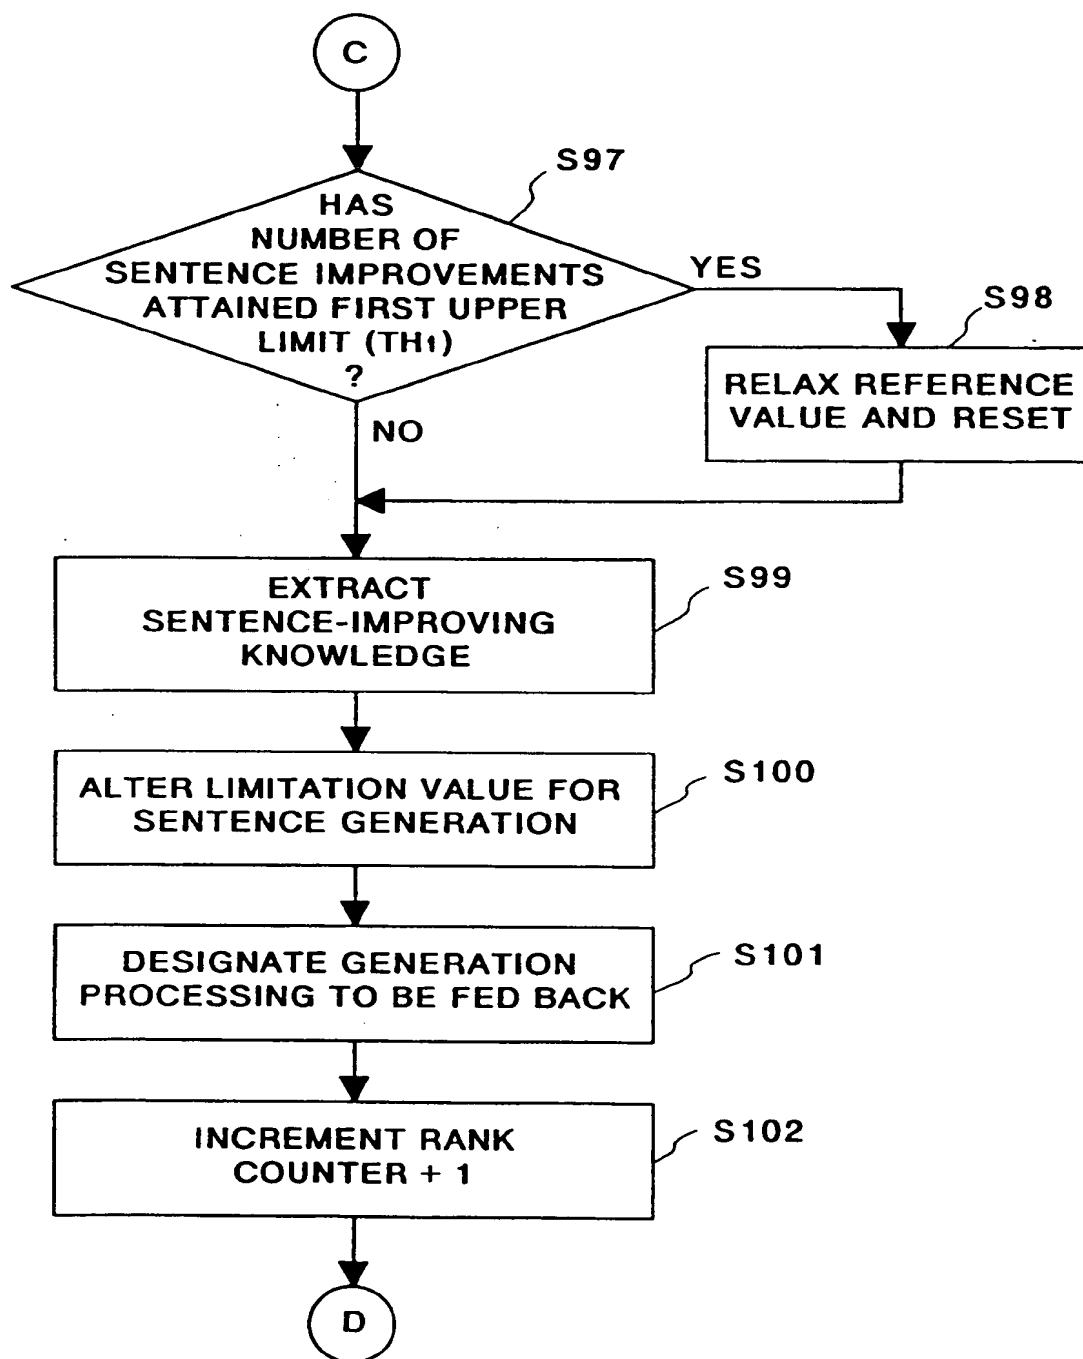 C
S97
HAS
NUMBER OF
SENTENCE IMPROVEMENTS
ATTAINED FIRST UPPER
LIMIT (TH1)
?
YES
S98
RELAX REFERENCE
VALUE AND RESET
NO
S99
EXTRACT
SENTENCE-IMPROVING
KNOWLEDGE
S100
ALTER LIMITATION VALUE FOR
SENTENCE GENERATION
S101
DESIGNATE GENERATION
PROCESSING TO BE FED BACK
S102
INCREMENT RANK
COUNTER + 1
D